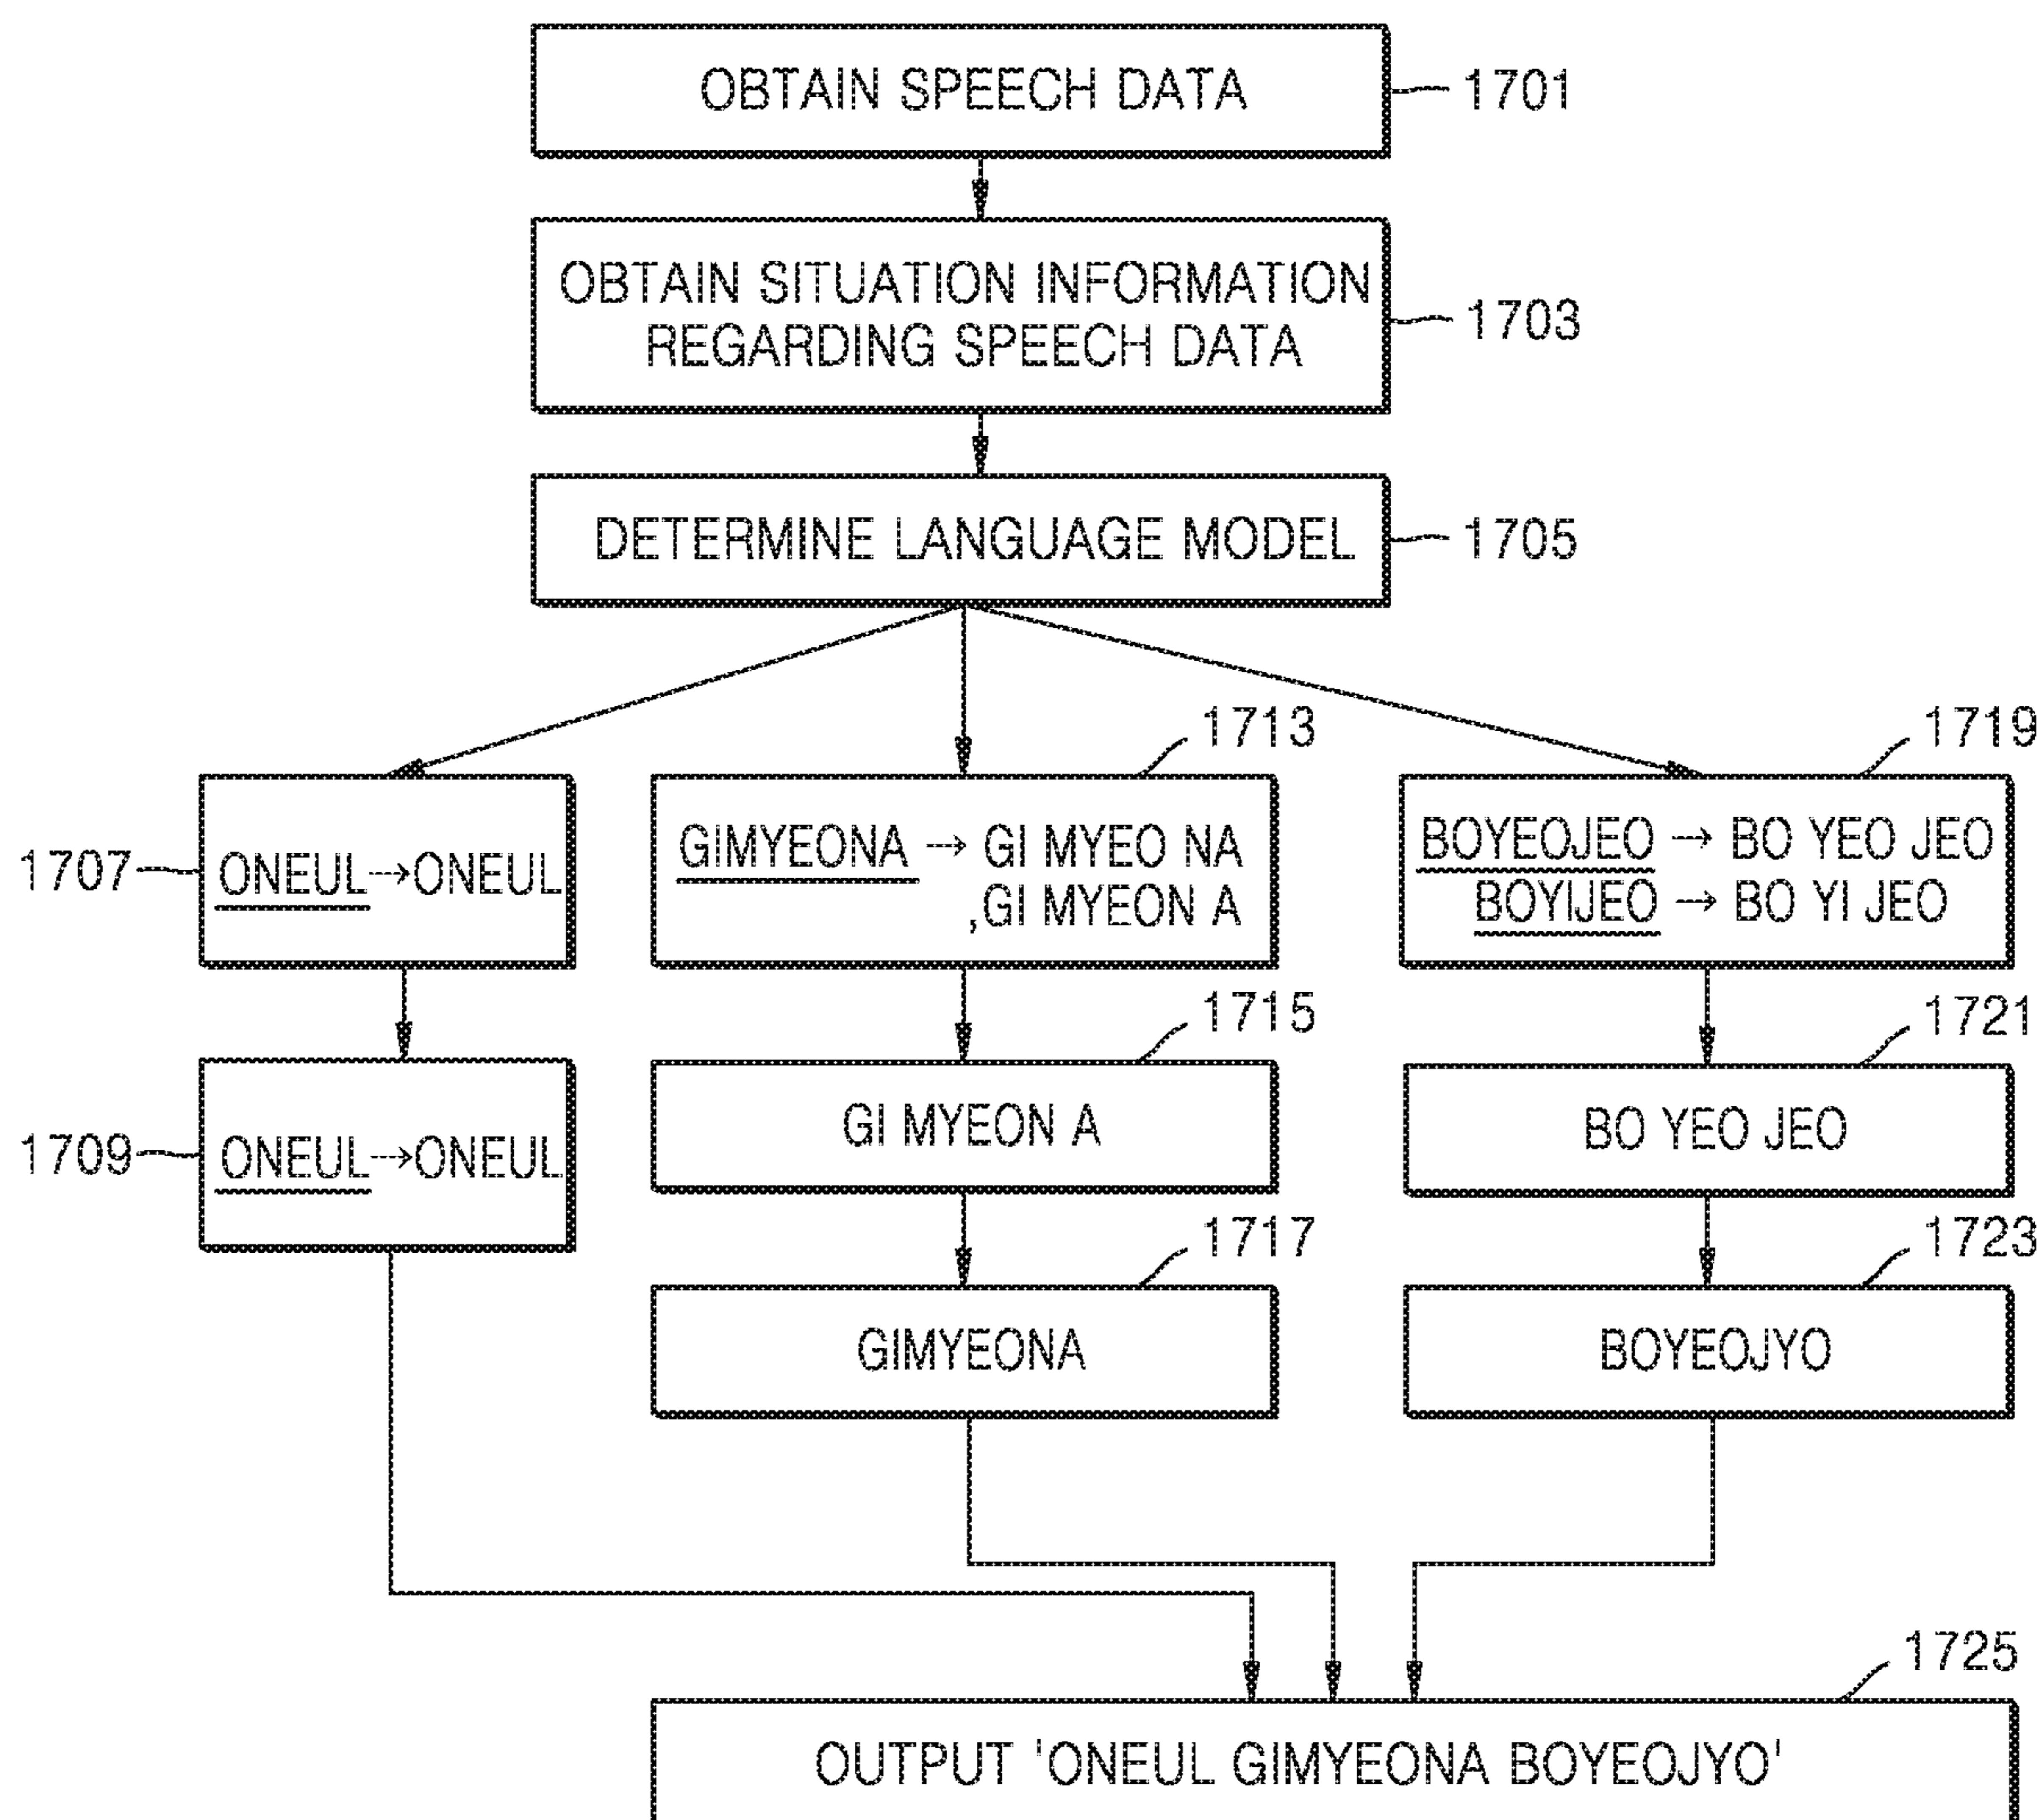 OBTAIN SPEECH DATA
1701
OBTAIN SITUATION INFORMATION
REGARDING SPEECH DATA
1703
DETERMINE LANGUAGE MODEL
1705
1707
ONEUL→ONEUL
1713
GIMYEONA → GI MYEO NA
,GI MYEON A
1719
BOYEOJEO → BO YEO JEO
BOYIJEO → BO YI JEO
1709
ONEUL→ONEUL
1715
GI MYEON A
1721
BO YEO JEO
1717
GIMYEONA
1723
BOYEOJYO
1725
OUTPUT 'ONEUL GIMYEONA BOYEOJYO'